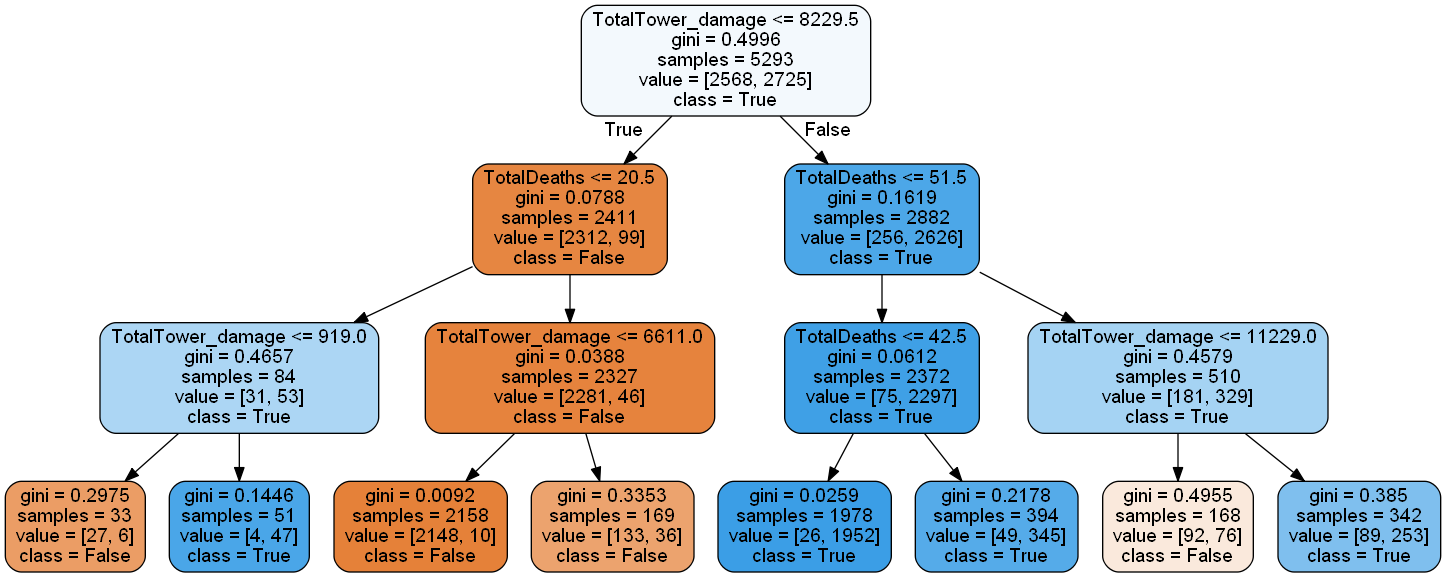 TotalTower_damage <= 8229.5
gini = 0.4996
samples = 5293
value = [2568, 2725]
class = True
True
False
TotalDeaths <= 20.5
gini = 0.0788
samples = 2411
value = [2312, 99]
class = False
TotalDeaths <= 51.5
gini = 0.1619
samples = 2882
value = [256, 2626]
class = True
TotalTower_damage <= 919.0
gini = 0.4657
samples = 84
value = [31, 53]
class = True
TotalTower_damage <= 6611.0
gini = 0.0388
samples = 2327
value = [2281, 46]
class = False
TotalDeaths <= 42.5
gini = 0.0612
samples = 2372
value = [75, 2297]
class = True
TotalTower_damage <= 11229.0
gini = 0.4579
samples = 510
value = [181, 329]
class = True
gini = 0.2975
samples = 33
value = [27, 6]
class = False
gini = 0.1446
samples = 51
value = [4, 47]
class = True
gini = 0.0092
samples = 2158
value = [2148, 10]
class = False
gini = 0.3353
samples = 169
value = [133, 36]
class = False
gini = 0.0259
samples = 1978
value = [26, 1952]
class = True
gini = 0.2178
samples = 394
value = [49, 345]
class = True
gini = 0.4955
samples = 168
value = [92, 76]
class = False
gini = 0.385
samples = 342
value = [89, 253]
class = True